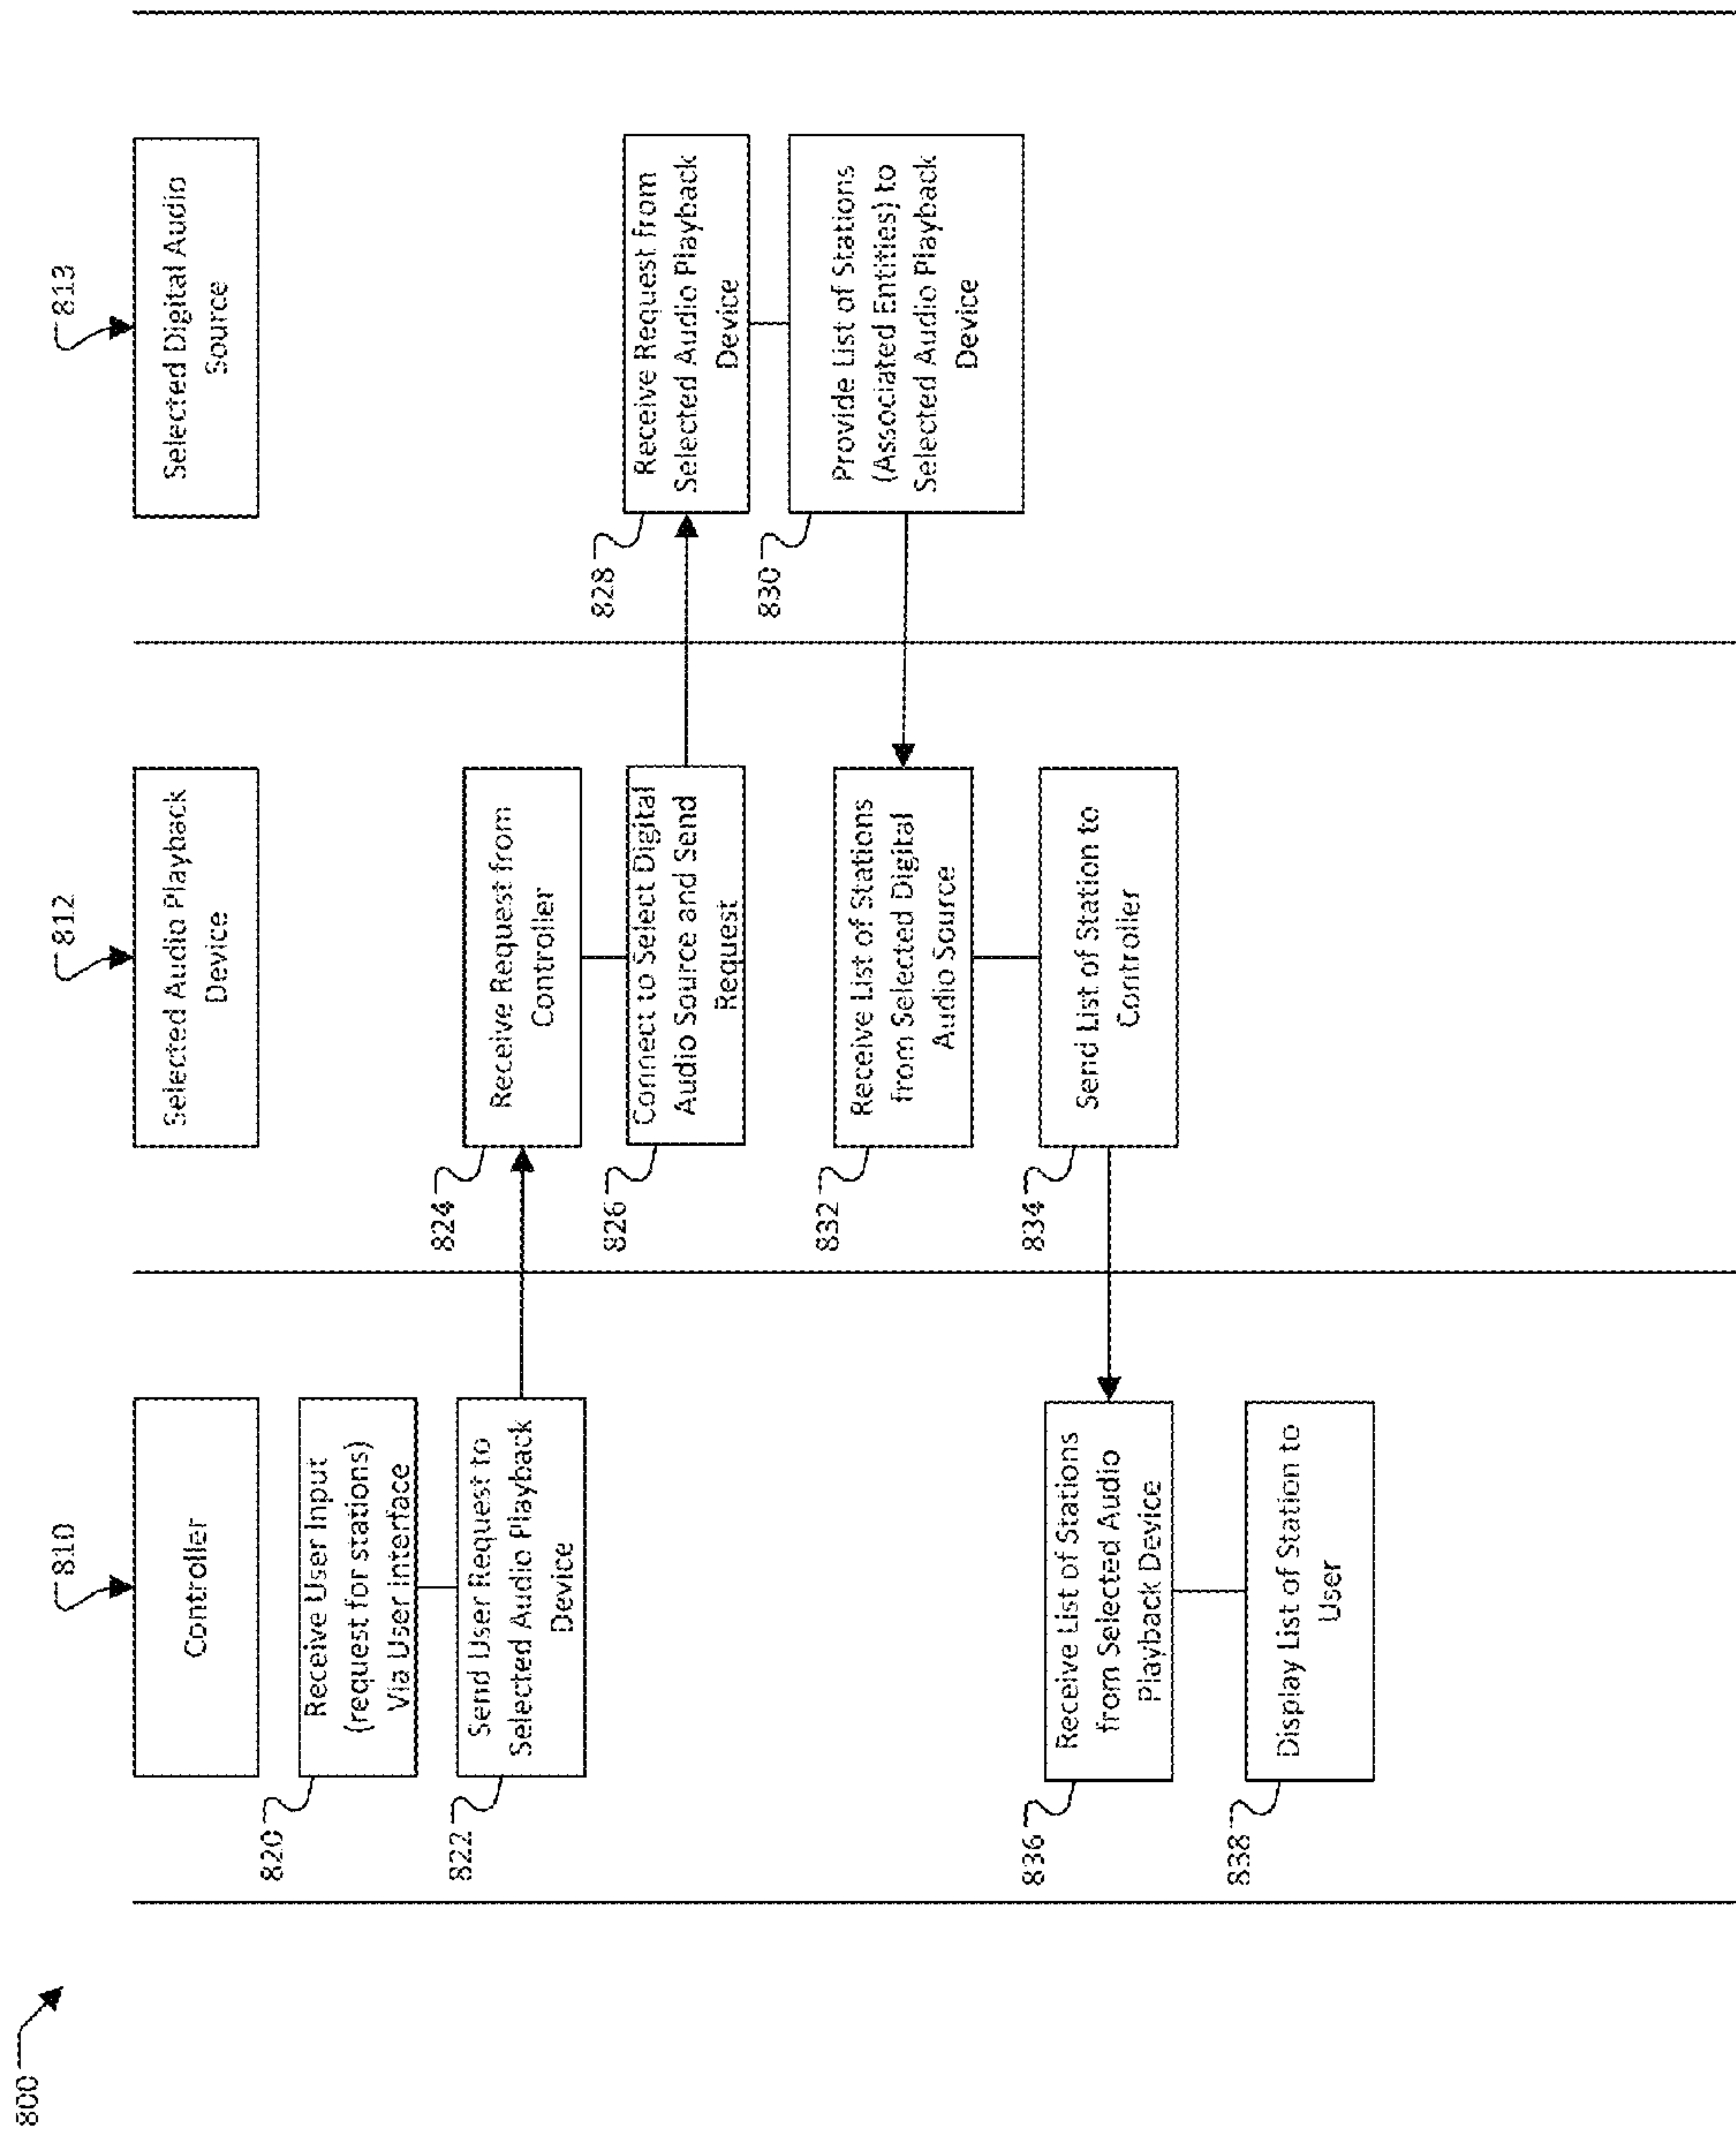 800
810
812
813
Controller
Selected Audio Playback
Device
Selected Digital Audio
Source
820
Receive User Input
(request for stations)
Via User Interface
822
Send User Request to
Selected Audio Playback
Device
824
Receive Request from
Controller
826
Connect to Select Digital
Audio Source and Send
Request
828
Receive Request from
Selected Audio Playback
Device
830
Provide List of Stations
(Associated Entities) to
Selected Audio Playback
Device
832
Receive List of Stations
from Selected Digital
Audio Source
834
Send List of Station to
Controller
836
Receive List of Stations
from Selected Audio
Playback Device
838
Display List of Station to
User